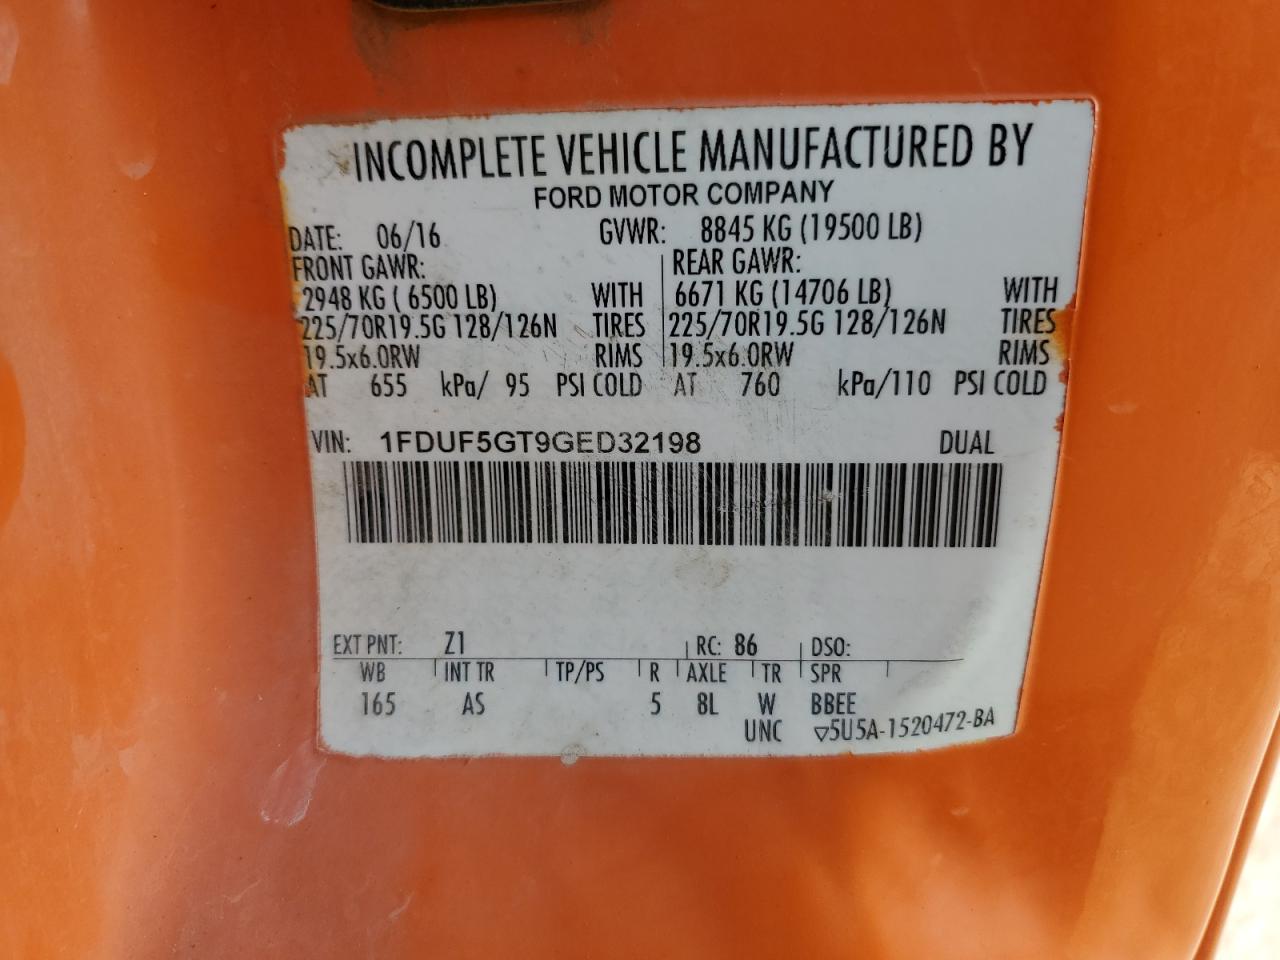 INCOMPLETE VEHICLE MANUFACTURED BY
FORD MOTOR COMPANY
DATE: 06/16 GVWR: 8845 KG (19500 LB)
FRONT GAWR: REAR GAWR:
2948 KG ( 6500 LB) WITH 6671 KG (14706 LB) WITH
225/70R19.5G 128/126N TIRES 225/70R19.5G 128/126N TIRES
19.5x6.0RW RIMS 19.5x6.0RW RIMS
AT 655 kPa/ 95 PSI COLD AT 760 kPa/110 PSI COLD
VIN: 1FDUF5GT9GED32198 DUAL
EXT PNT: Z1 RC: 86 DSO:
WB INT TR TP/PS R AXLE TR SPR
165 AS 5 8L W BBEE
UNC ▽5U5A-1520472-BA